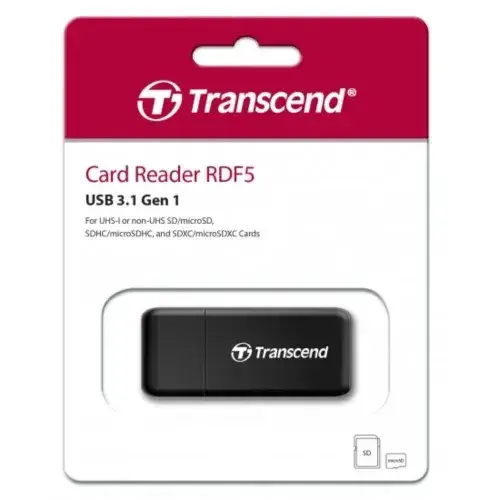 Transcend®
Card Reader RDF5
USB 3.1 Gen 1
For UHS-I or non-UHS SD/microSD,
SDHC/microSDHC, and SDXC/microSDXC Cards
Transcend
SD
microSD